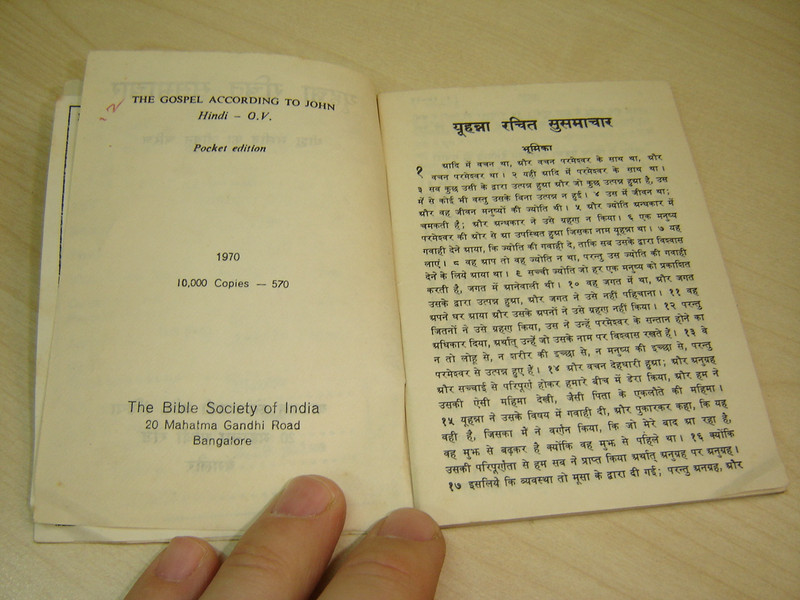 THE GOSPEL ACCORDING TO JOHN
Hindi - O.V.
Pocket edition
1970
10,000 Copies — 570
The Bible Society of India
20 Mahatma Gandhi Road
Bangatore
यूहन्ना रचित सुसमाचार
भूमिका
१ आदि में वचन था, और वचन परमेश्वर के साथ था, और
वचन परमेश्वर था। २ यही आदि में परमेश्वर के साथ था।
३ सब कुछ उसी के द्वारा उत्पन्न हुआ और जो कुछ उत्पन्न हुआ है, उस
में से कोई भी वस्तु उसके बिना उत्पन्न न हुई। ४ उस में जीवन था;
और वह जीवन मनुष्यों की ज्योति थी। ५ और ज्योति अन्धकार में
चमकती है; और अन्धकार ने उसे ग्रहण न किया। ६ एक मनुष्य
परमेश्वर की ओर से आ उपस्थित हुआ जिसका नाम यूहन्ना था। ७ यह
गवाही देने आया, कि ज्योति की गवाही दे, ताकि सब उसके द्वारा विश्वास
लाएं। ८ वह आप तो वह ज्योति न था, परन्तु उस ज्योति की गवाही
देने के लिये आया था। ९ सच्ची ज्योति जो हर एक मनुष्य को प्रकाशित
करती है, जगत में आनेवाली थी। १० वह जगत में था, और जगत
उसके द्वारा उत्पन्न हुआ, और जगत ने उसे नहीं पहिचाना। ११ वह
अपने घर आया और उसके अपनों ने उसे ग्रहण नहीं किया। १२ परन्तु
जितनों ने उसे ग्रहण किया, उस ने उन्हें परमेश्वर के सन्तान होने का
अधिकार दिया, अर्थात् उन्हें जो उसके नाम पर विश्वास रखते हैं। १३ वे
न तो लोहू से, न शरीर की इच्छा से, न मनुष्य की इच्छा से, परन्तु
परमेश्वर से उत्पन्न हुए हैं। १४ और वचन देहधारी हुआ; और अनुग्रह
और सच्चाई से परिपूर्ण होकर हमारे बीच में डेरा किया, और हम ने
उसकी ऐसी महिमा देखी, जैसी पिता के एकलौते की महिमा।
१५ यूहन्ना ने उसके विषय में गवाही दी, और पुकारकर कहा, कि यह
वही है, जिसका मैं ने वर्णन किया, कि जो मेरे बाद आ रहा है,
वह मुझ से बढ़कर है क्योंकि वह मुझ से पहिले था। १६ क्योंकि
उसकी परिपूर्णता से हम सब ने प्राप्त किया अर्थात् अनुग्रह पर अनुग्रह।
१७ इसलिये कि व्यवस्था तो मूसा के द्वारा दी गई; परन्तु अनग्रह, और